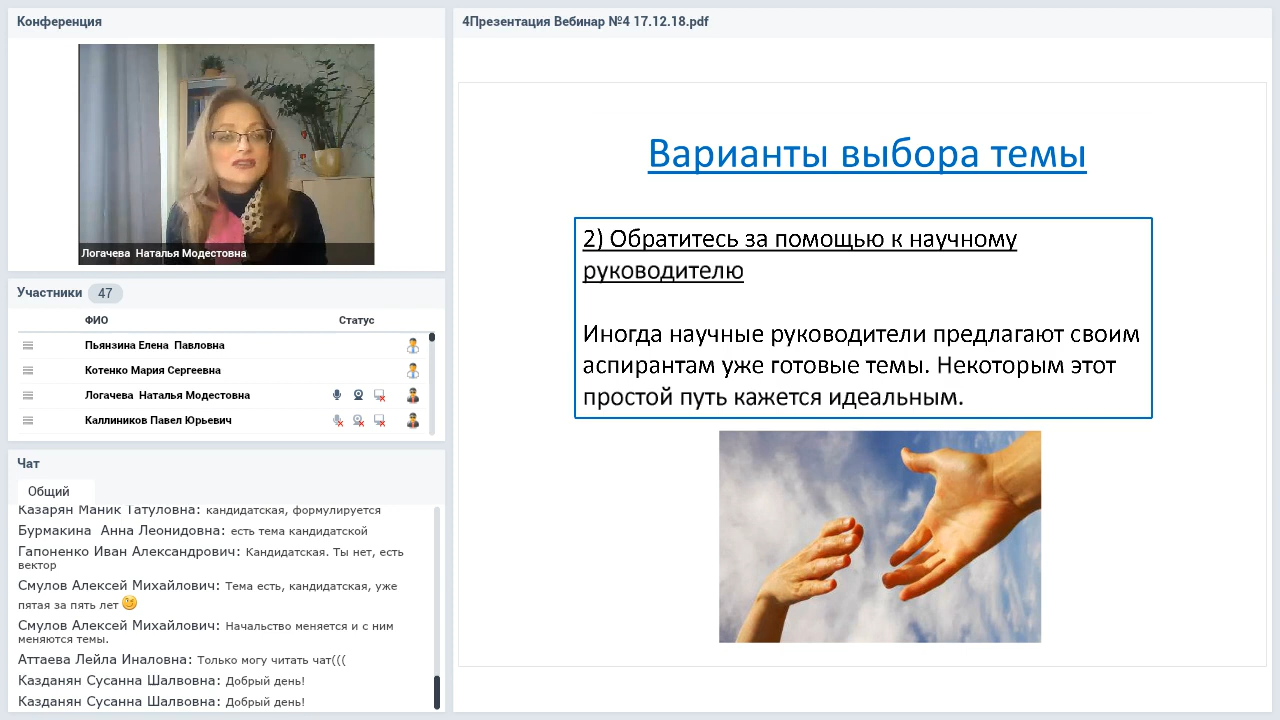 Конференция
Логачева  Наталья Модестовна
Участники 47
ФИО Статус
Пьянзина Елена  Павловна
Котенко Мария Сергеевна
Логачева  Наталья Модестовна
Каллиников Павел Юрьевич
Чат
Общий
Казарян Маник Татуловна: кандидатская, формулируется
Бурмакина  Анна Леонидовна: есть тема кандидатской
Гапоненко Иван Александрович: Кандидатская. Ты нет, есть
вектор
Смулов Алексей Михайлович: Тема есть, кандидатская, уже
пятая за пять лет
Смулов Алексей Михайлович: Начальство меняется и с ним
меняются темы.
Аттаева Лейла Иналовна: Только могу читать чат(((
Казданян Сусанна Шалвовна: Добрый день!
Казданян Сусанна Шалвовна: Добрый день!
4Презентация Вебинар №4 17.12.18.pdf
Варианты выбора темы
2) Обратитесь за помощью к научному
руководителю
Иногда научные руководители предлагают своим
аспирантам уже готовые темы. Некоторым этот
простой путь кажется идеальным.